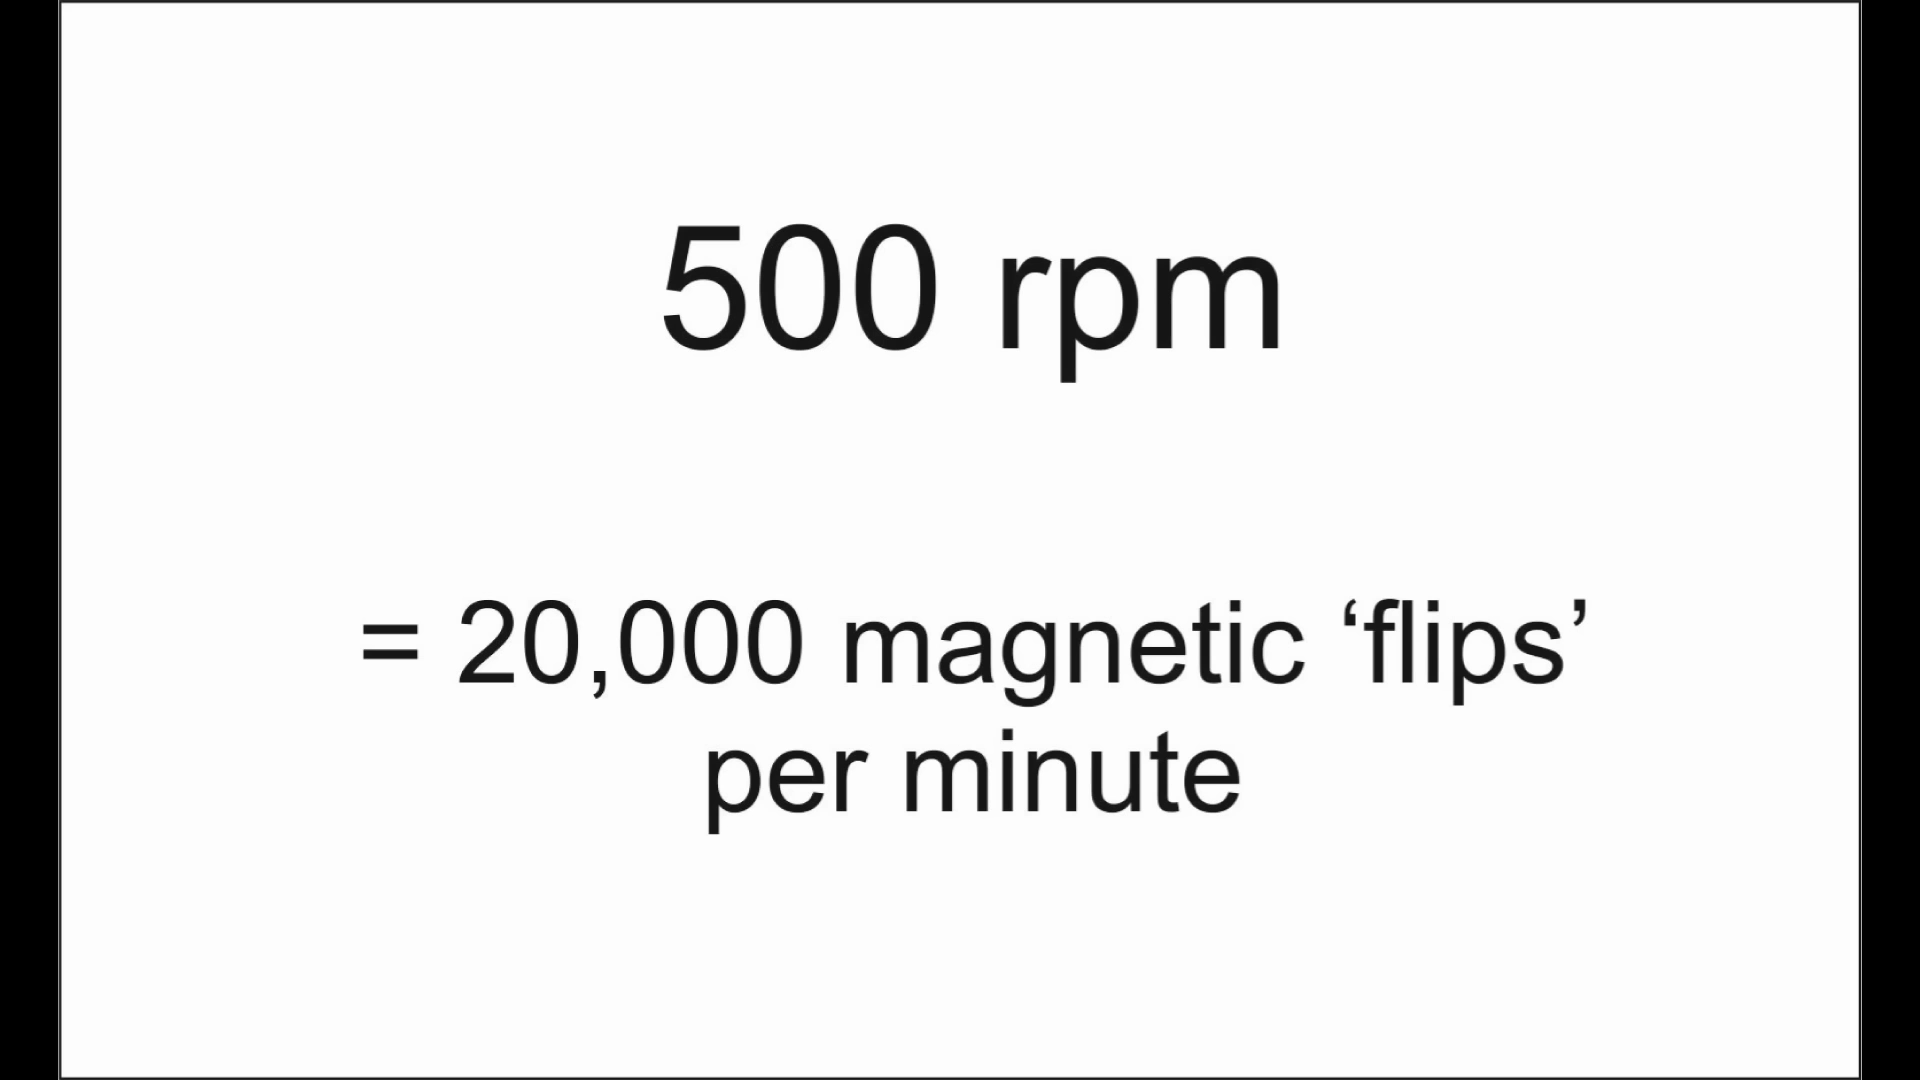 500 rpm
= 20,000 magnetic ‘flips’
per minute